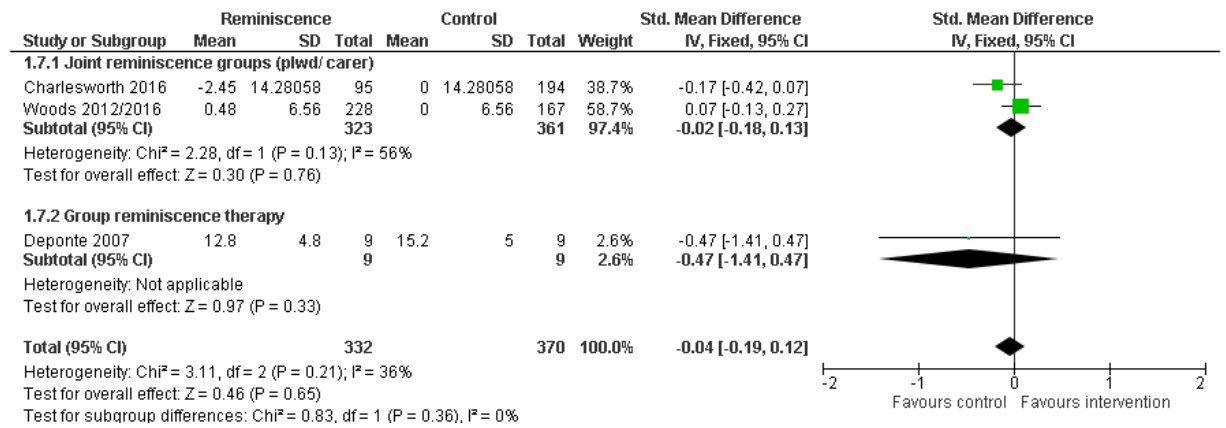 Reminiscence Control Std. Mean Difference Std. Mean Difference
Study or Subgroup Mean SD Total Mean SD Total Weight IV, Fixed, 95% CI IV, Fixed, 95% CI
1.7.1 Joint reminiscence groups (plwd/ carer)
Charlesworth 2016 -2.45 14.28058 95 0 14.28058 194 38.7% -0.17 [-0.42, 0.07]
Woods 2012/2016 0.48 6.56 228 0 6.56 167 58.7% 0.07 [-0.13, 0.27]
Subtotal (95% CI) 323 361 97.4% -0.02 [-0.18, 0.13]
Heterogeneity: Chi² = 2.28, df = 1 (P = 0.13); I² = 56%
Test for overall effect: Z = 0.30 (P = 0.76)
1.7.2 Group reminiscence therapy
Deponte 2007 12.8 4.8 9 15.2 5 9 2.6% -0.47 [-1.41, 0.47]
Subtotal (95% CI) 9 9 2.6% -0.47 [-1.41, 0.47]
Heterogeneity: Not applicable
Test for overall effect: Z = 0.97 (P = 0.33)
Total (95% CI) 332 370 100.0% -0.04 [-0.19, 0.12]
Heterogeneity: Chi² = 3.11, df = 2 (P = 0.21); I² = 36%
Test for overall effect: Z = 0.46 (P = 0.65)
Test for subgroup differences: Chi² = 0.83, df = 1 (P = 0.36), I² = 0%
-2 -1 0 1 2
Favours control Favours intervention